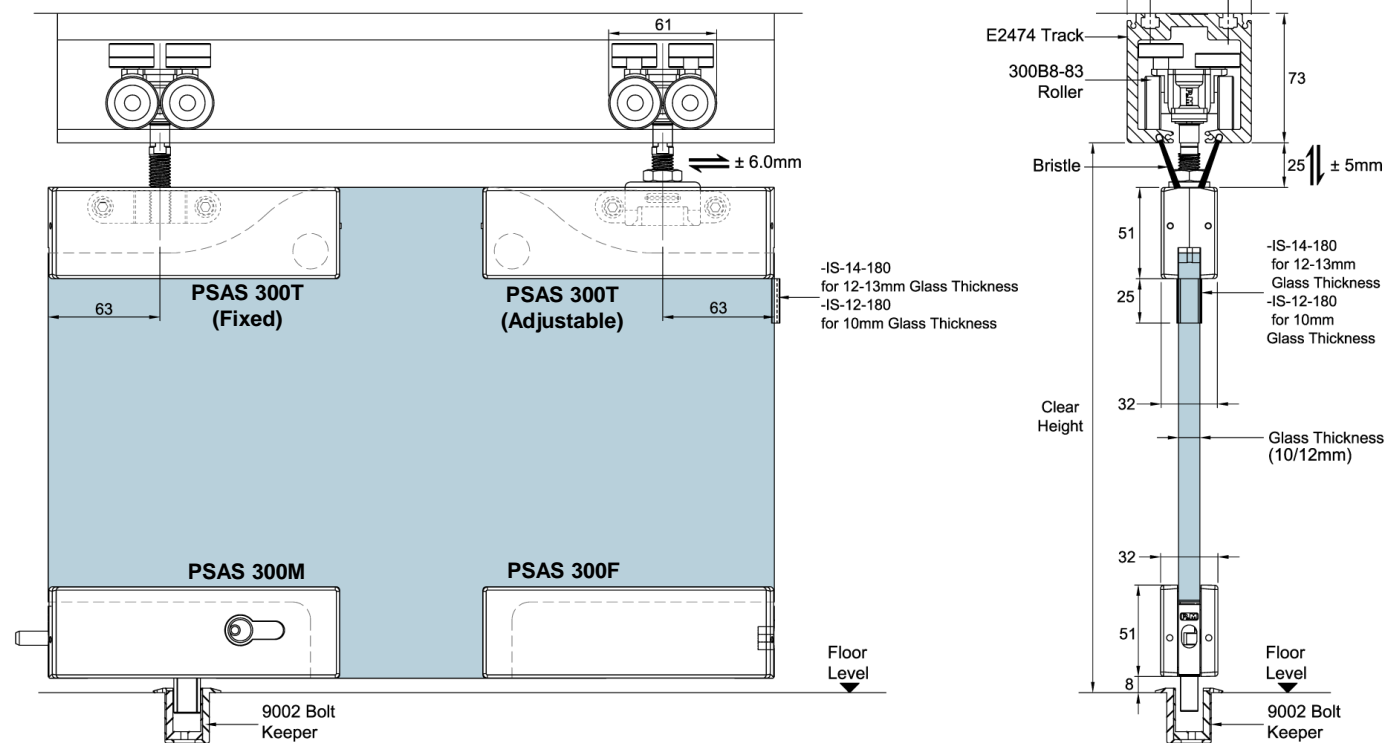 61
± 6.0mm
PSAS 300T
(Fixed)
PSAS 300T
(Adjustable)
63
63
-IS-14-180
for 12-13mm Glass Thickness
-IS-12-180
for 10mm Glass Thickness
PSAS 300M
PSAS 300F
Floor
Level
9002 Bolt
Keeper
E2474 Track
300B8-83
Roller
73
Bristle
25
± 5mm
51
-IS-14-180
for 12-13mm
Glass Thickness
-IS-12-180
for 10mm
Glass Thickness
25
32
Clear
Height
Glass Thickness
(10/12mm)
32
51
8
Floor
Level
9002 Bolt
Keeper